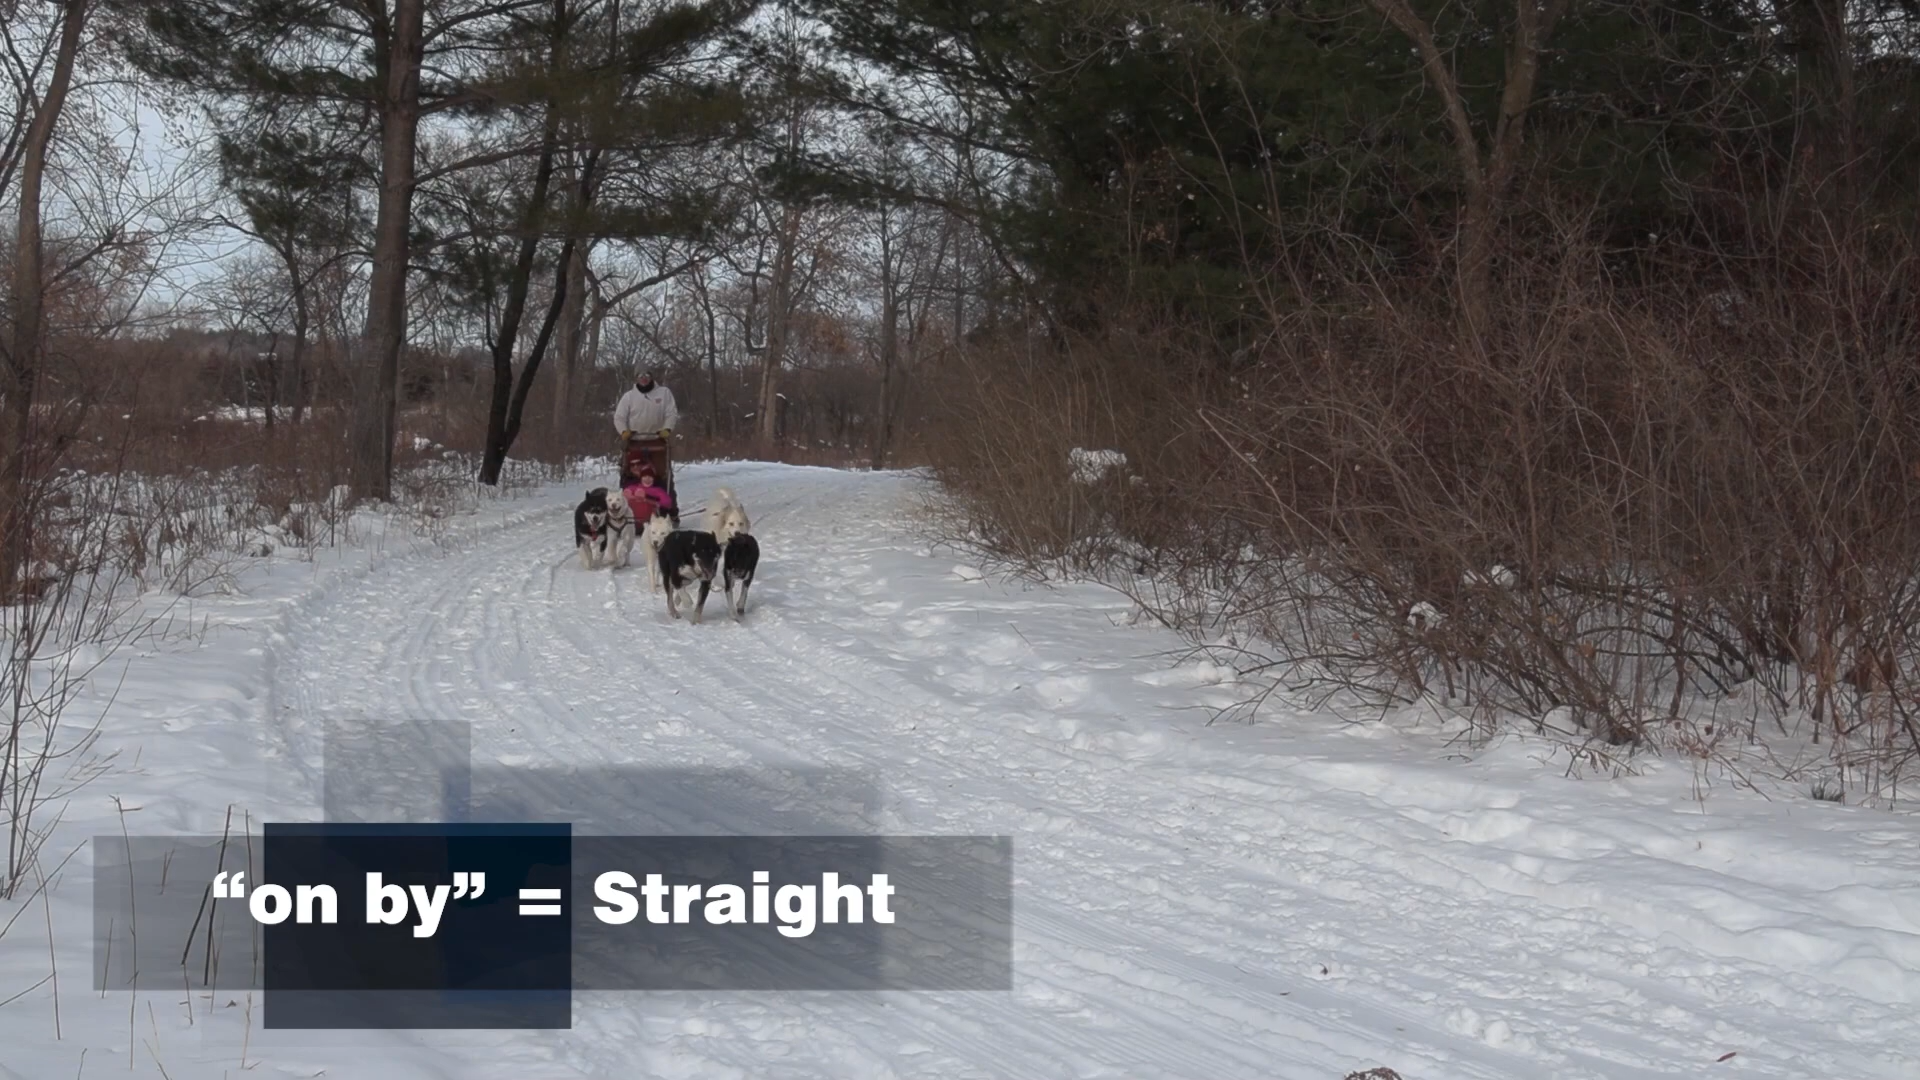 “on by” = Straight